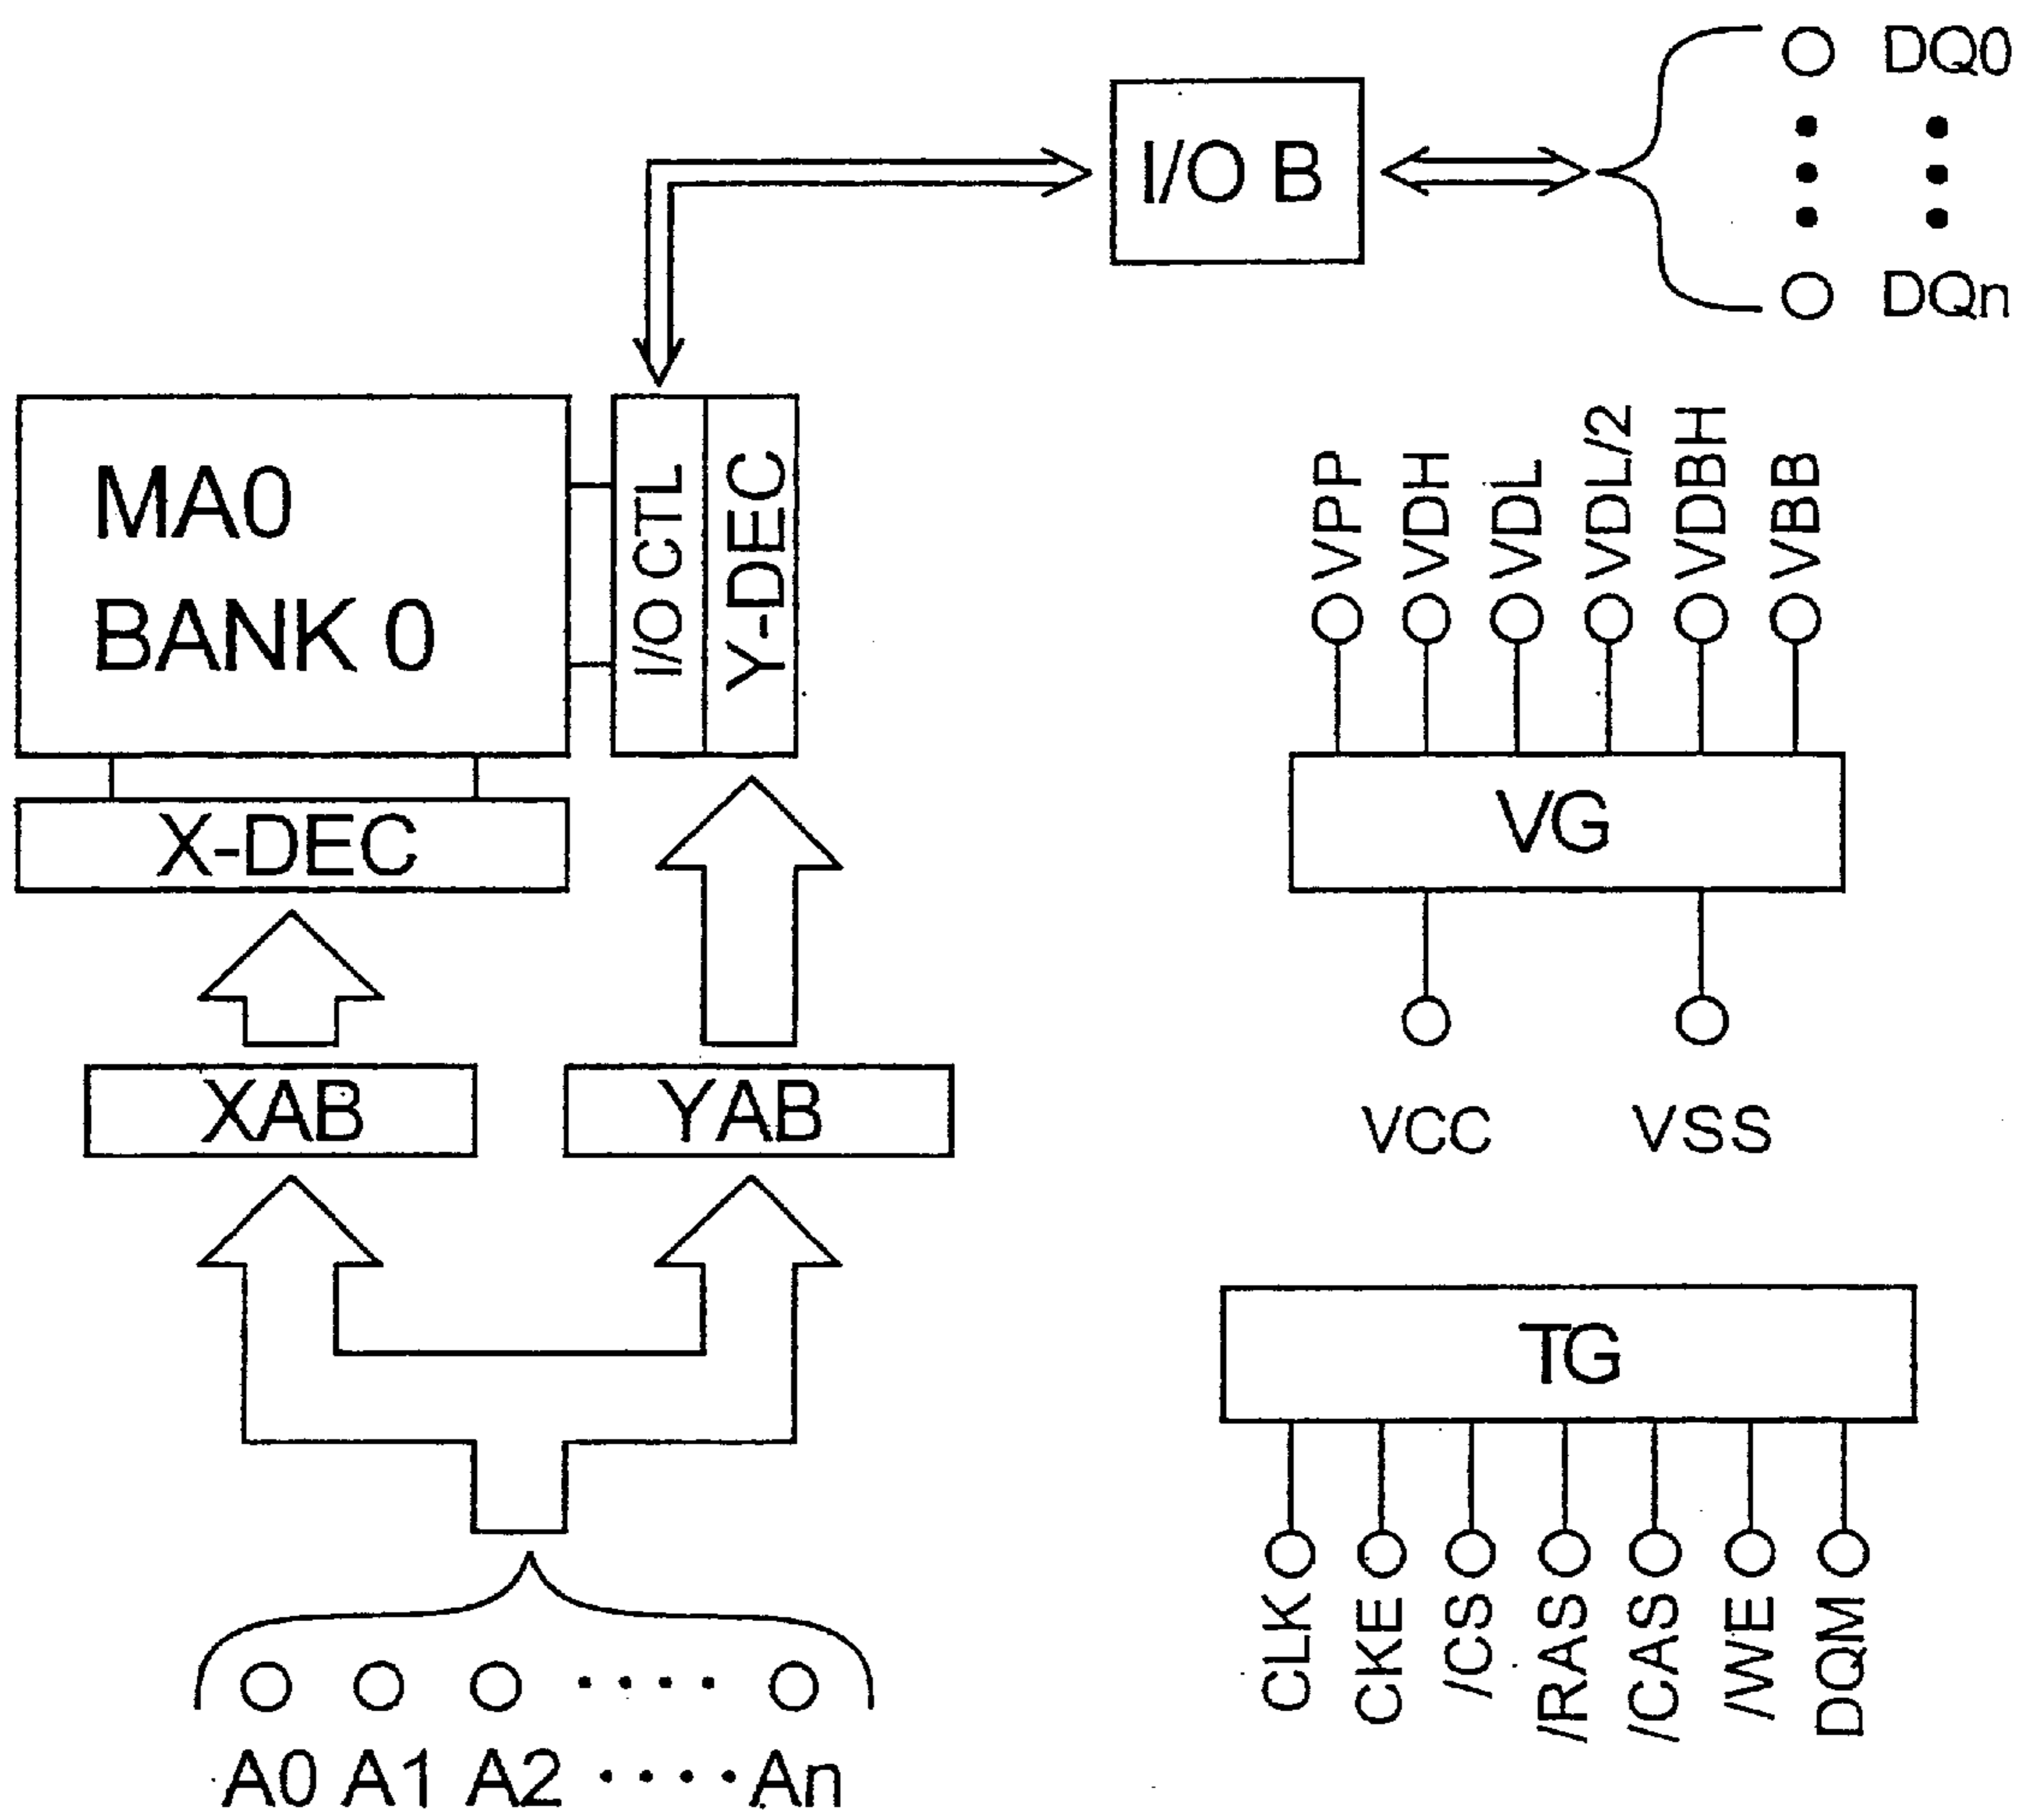 DQ0
I/O B
DQn
MA0
BANK 0
I/O CTL
Y-DEC
VPP
VDH
VDL
VDL/2
VDBH
VBB
X-DEC
VG
XAB
YAB
VCC
VSS
TG
CLK
CKE
/CS
/RAS
/CAS
/WE
DQM
A0 A1 A2 ···· An